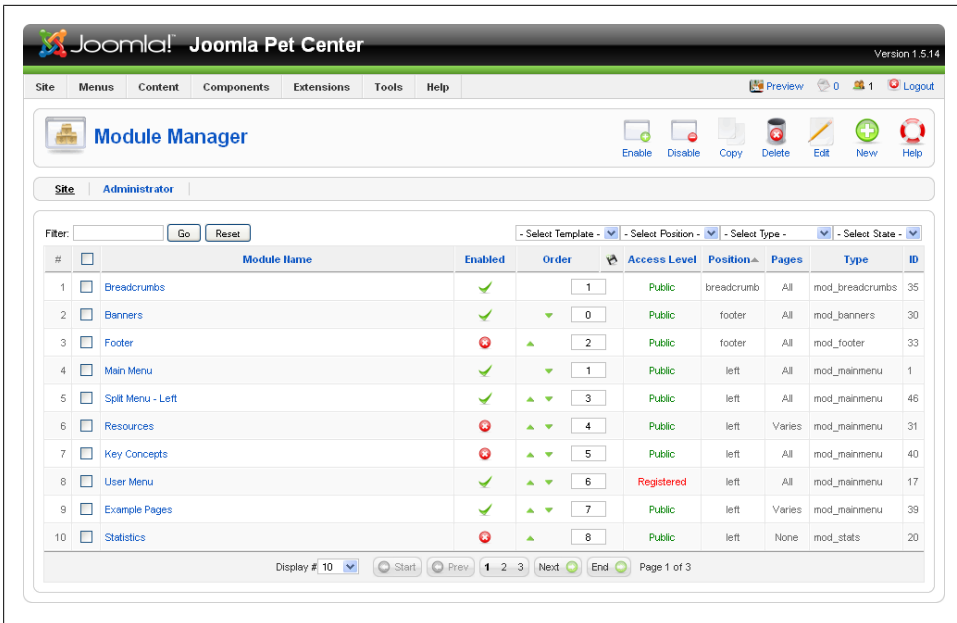 Joomla! Joomla Pet Center
Version 1.5.14
Site Menus Content Components Extensions Tools Help Preview 0 1 Logout
Module Manager
Enable Disable Copy Delete Edit New Help
Site Administrator
Filter: Go Reset - Select Template - - Select Position - - Select Type - - Select State -
# Module Name Enabled Order Access Level Position Pages Type ID
1 Breadcrumbs 1 Public breadcrumb All mod_breadcrumbs 35
2 Banners 0 Public footer All mod_banners 30
3 Footer 2 Public footer All mod_footer 33
4 Main Menu 1 Public left All mod_mainmenu 1
5 Split Menu - Left 3 Public left All mod_mainmenu 46
6 Resources 4 Public left Varies mod_mainmenu 31
7 Key Concepts 5 Public left All mod_mainmenu 40
8 User Menu 6 Registered left All mod_mainmenu 17
9 Example Pages 7 Public left Varies mod_mainmenu 39
10 Statistics 8 Public left None mod_stats 20
Display # 10 Start Prev 1 2 3 Next End Page 1 of 3